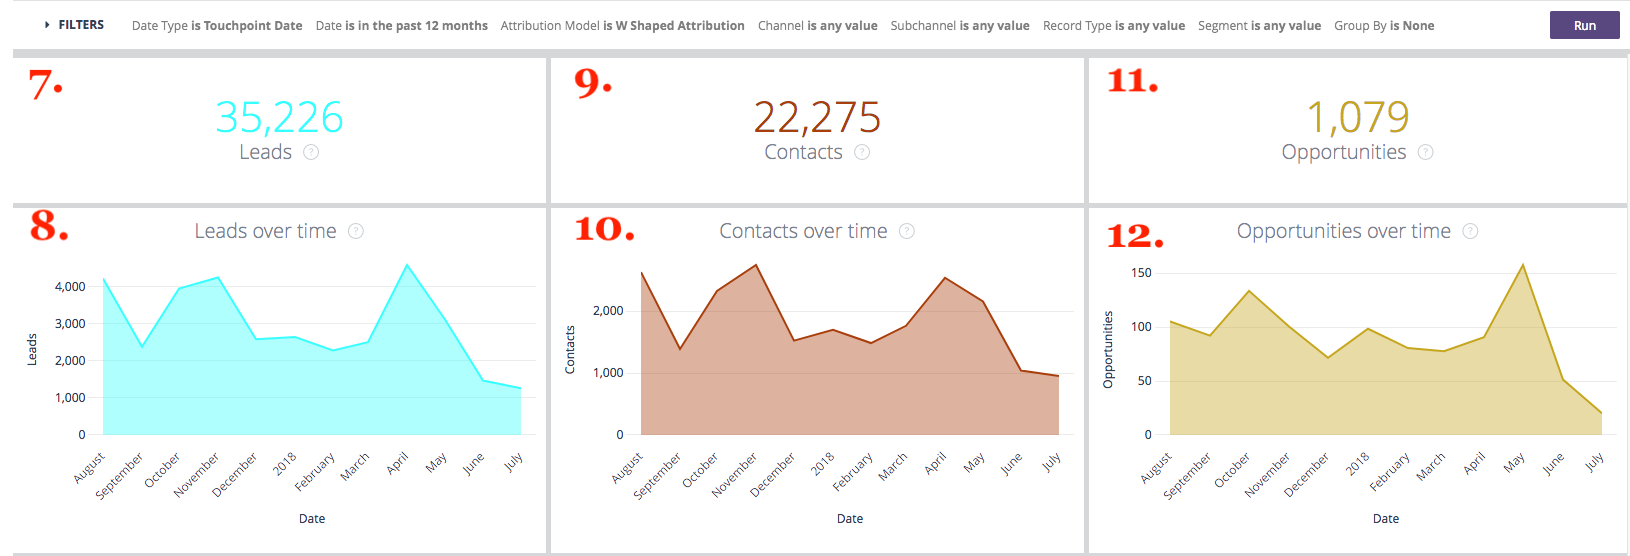 FILTERS Date Type is Touchpoint Date Date is in the past 12 months Attribution Model is W Shaped Attribution Channel is any value Subchannel is any value Record Type is any value Segment is any value Group By is None Run
7.
35,226
Leads ?
9.
22,275
Contacts ?
11.
1,079
Opportunities ?
8.
Leads over time ?
Leads
4,000
3,000
2,000
1,000
0
August September October November December 2018 February March April May June July
Date
10.
Contacts over time ?
Contacts
2,000
1,000
0
August September October November December 2018 February March April May June July
Date
12.
Opportunities over time ?
Opportunities
150
100
50
0
August September October November December 2018 February March April May June July
Date